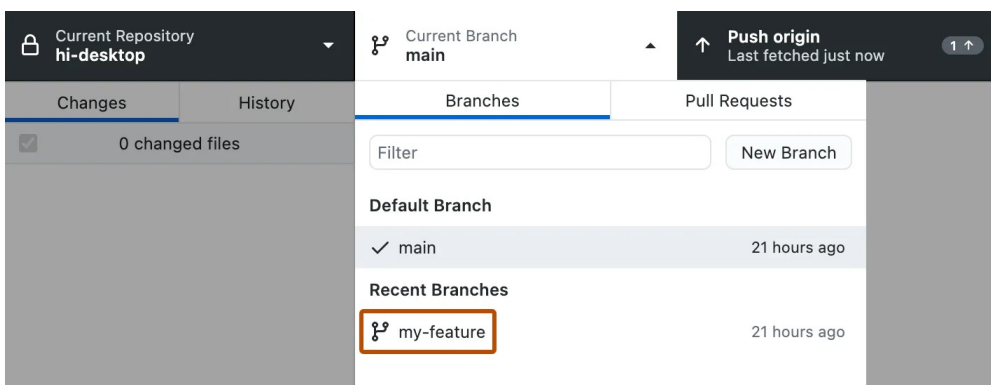 Current Repository
hi-desktop
Current Branch
main
Push origin
Last fetched just now
1
Changes
History
Branches
Pull Requests
0 changed files
Filter
New Branch
Default Branch
main
21 hours ago
Recent Branches
my-feature
21 hours ago